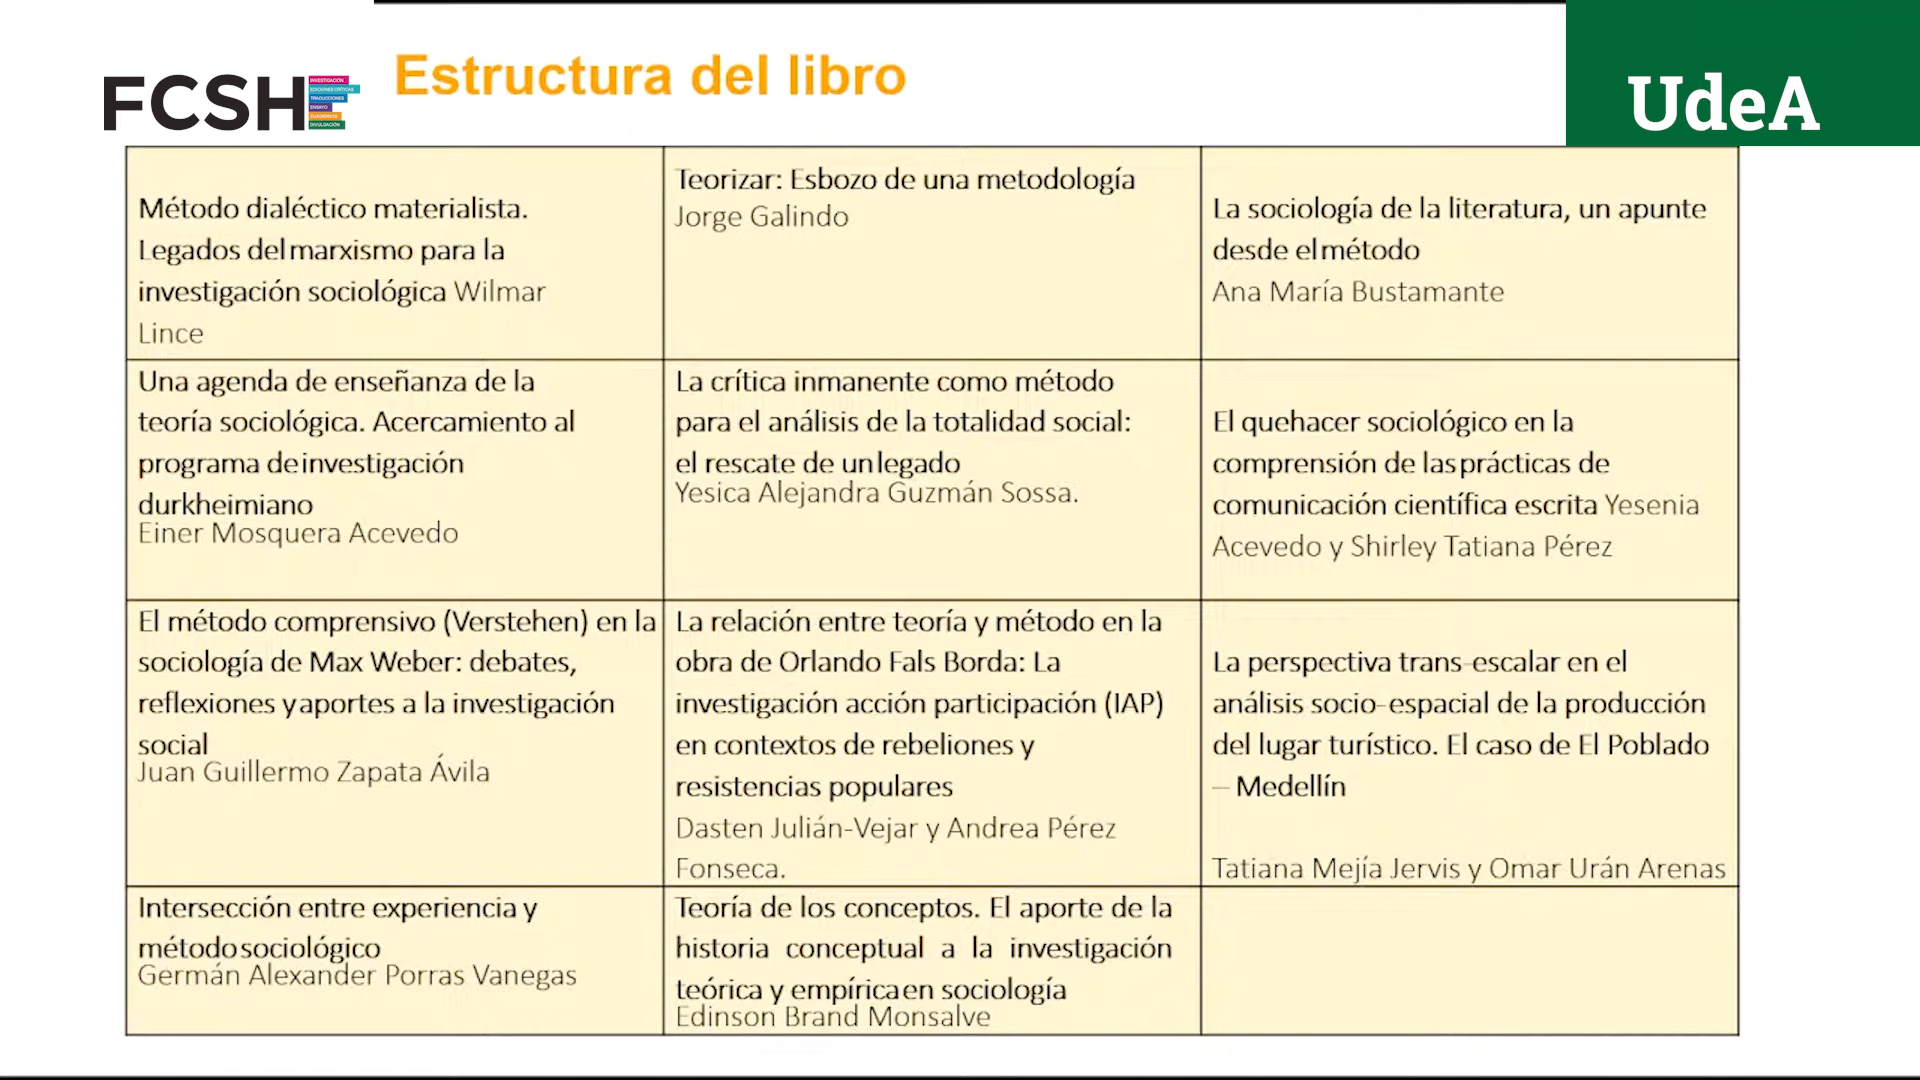 FCSH
INVESTIGACIÓN
EDICIONES CRÍTICAS
TRADUCCIONES
ENSAYO
CUADERNOS
DIVULGACIÓN
Estructura del libro
UdeA
Método dialéctico materialista.
Legados del marxismo para la
investigación sociológica Wilmar
Lince
Teorizar: Esbozo de una metodología
Jorge Galindo
La sociología de la literatura, un apunte
desde el método
Ana María Bustamante
Una agenda de enseñanza de la
teoría sociológica. Acercamiento al
programa de investigación
durkheimiano
Einer Mosquera Acevedo
La crítica inmanente como método
para el análisis de la totalidad social:
el rescate de un legado
Yesica Alejandra Guzmán Sossa.
El quehacer sociológico en la
comprensión de las prácticas de
comunicación científica escrita Yesenia
Acevedo y Shirley Tatiana Pérez
El método comprensivo (Verstehen) en la
sociología de Max Weber: debates,
reflexiones y aportes a la investigación
social
Juan Guillermo Zapata Ávila
La relación entre teoría y método en la
obra de Orlando Fals Borda: La
investigación acción participación (IAP)
en contextos de rebeliones y
resistencias populares
Dasten Julián-Vejar y Andrea Pérez
Fonseca.
La perspectiva trans-escalar en el
análisis socio-espacial de la producción
del lugar turístico. El caso de El Poblado
– Medellín
Tatiana Mejía Jervis y Omar Urán Arenas
Intersección entre experiencia y
método sociológico
Germán Alexander Porras Vanegas
Teoría de los conceptos. El aporte de la
historia conceptual a la investigación
teórica y empírica en sociología
Edinson Brand Monsalve